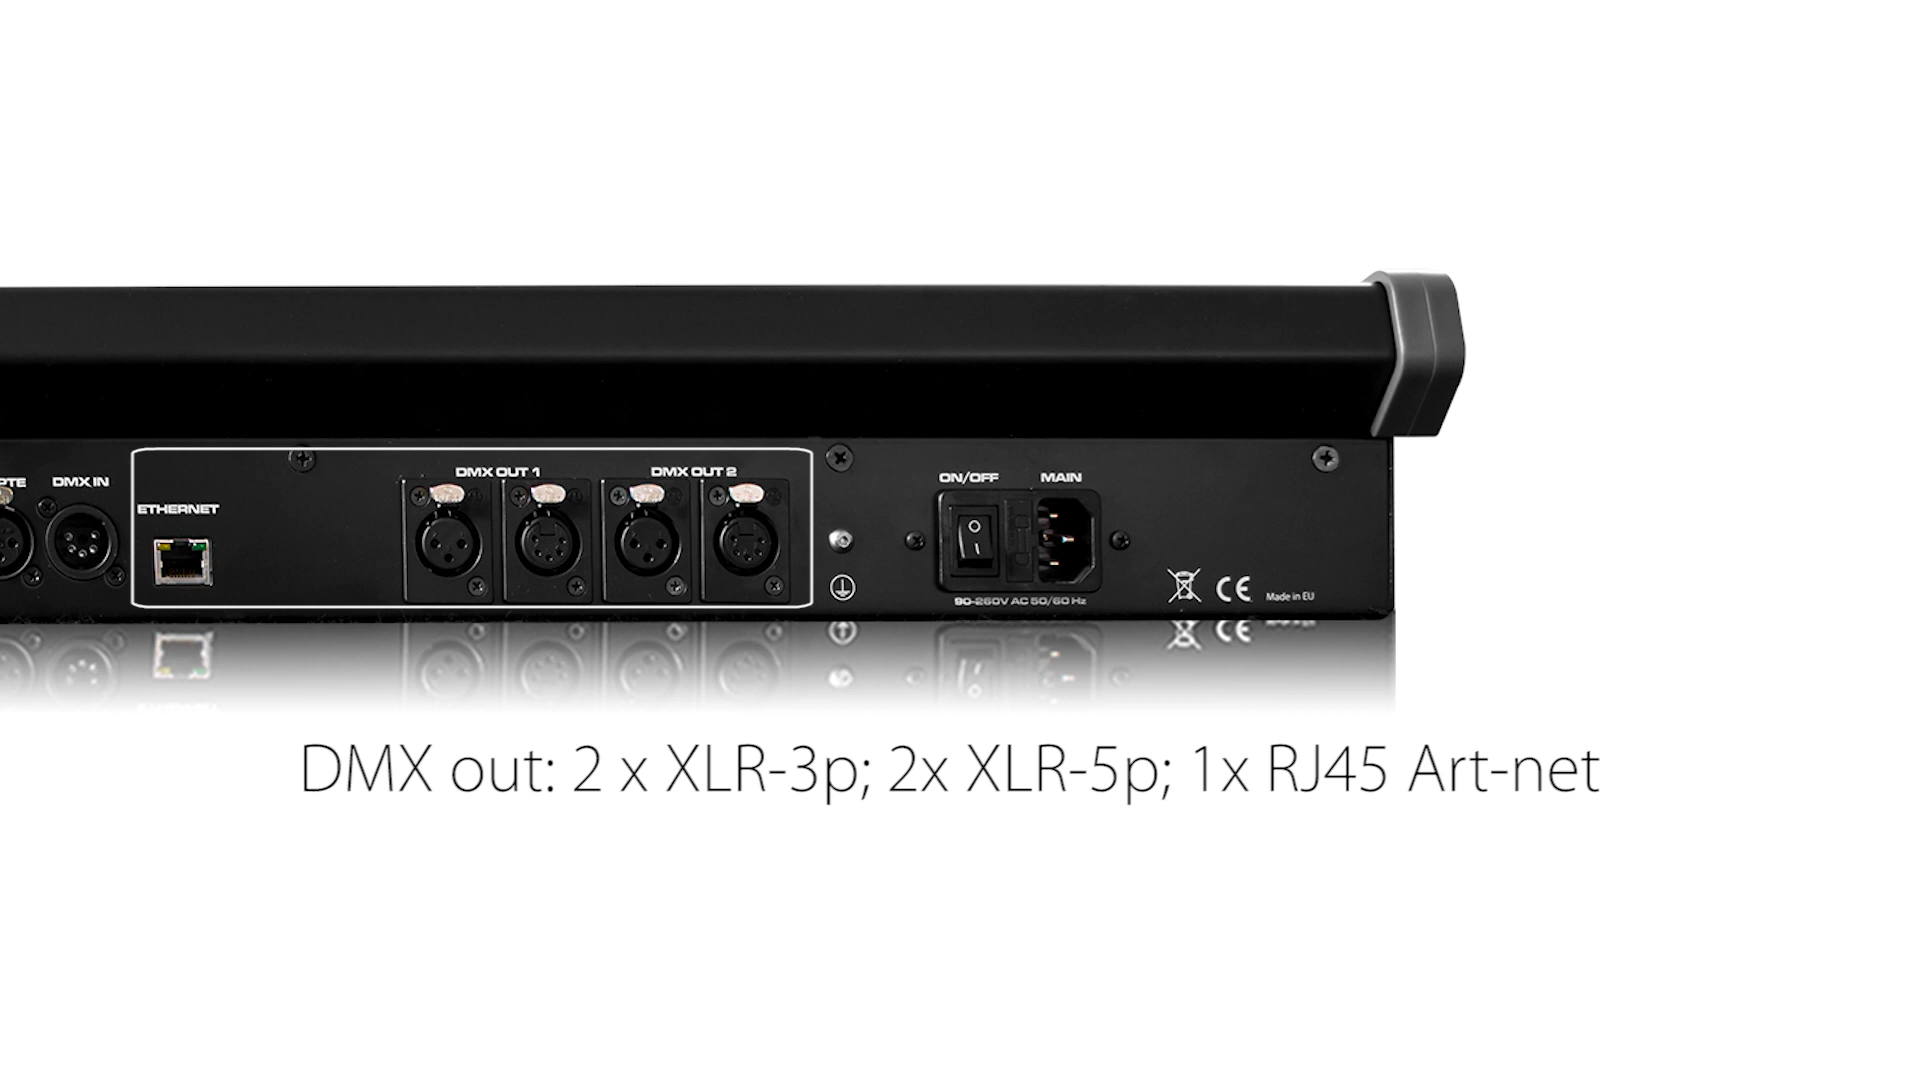 DMX IN
ETHERNET
DMX OUT 1
DMX OUT 2
ON/OFF
MAIN
90-260V AC 50/60 Hz
CE
Made in EU
DMX out: 2 x XLR-3p; 2x XLR-5p; 1x RJ45 Art-net